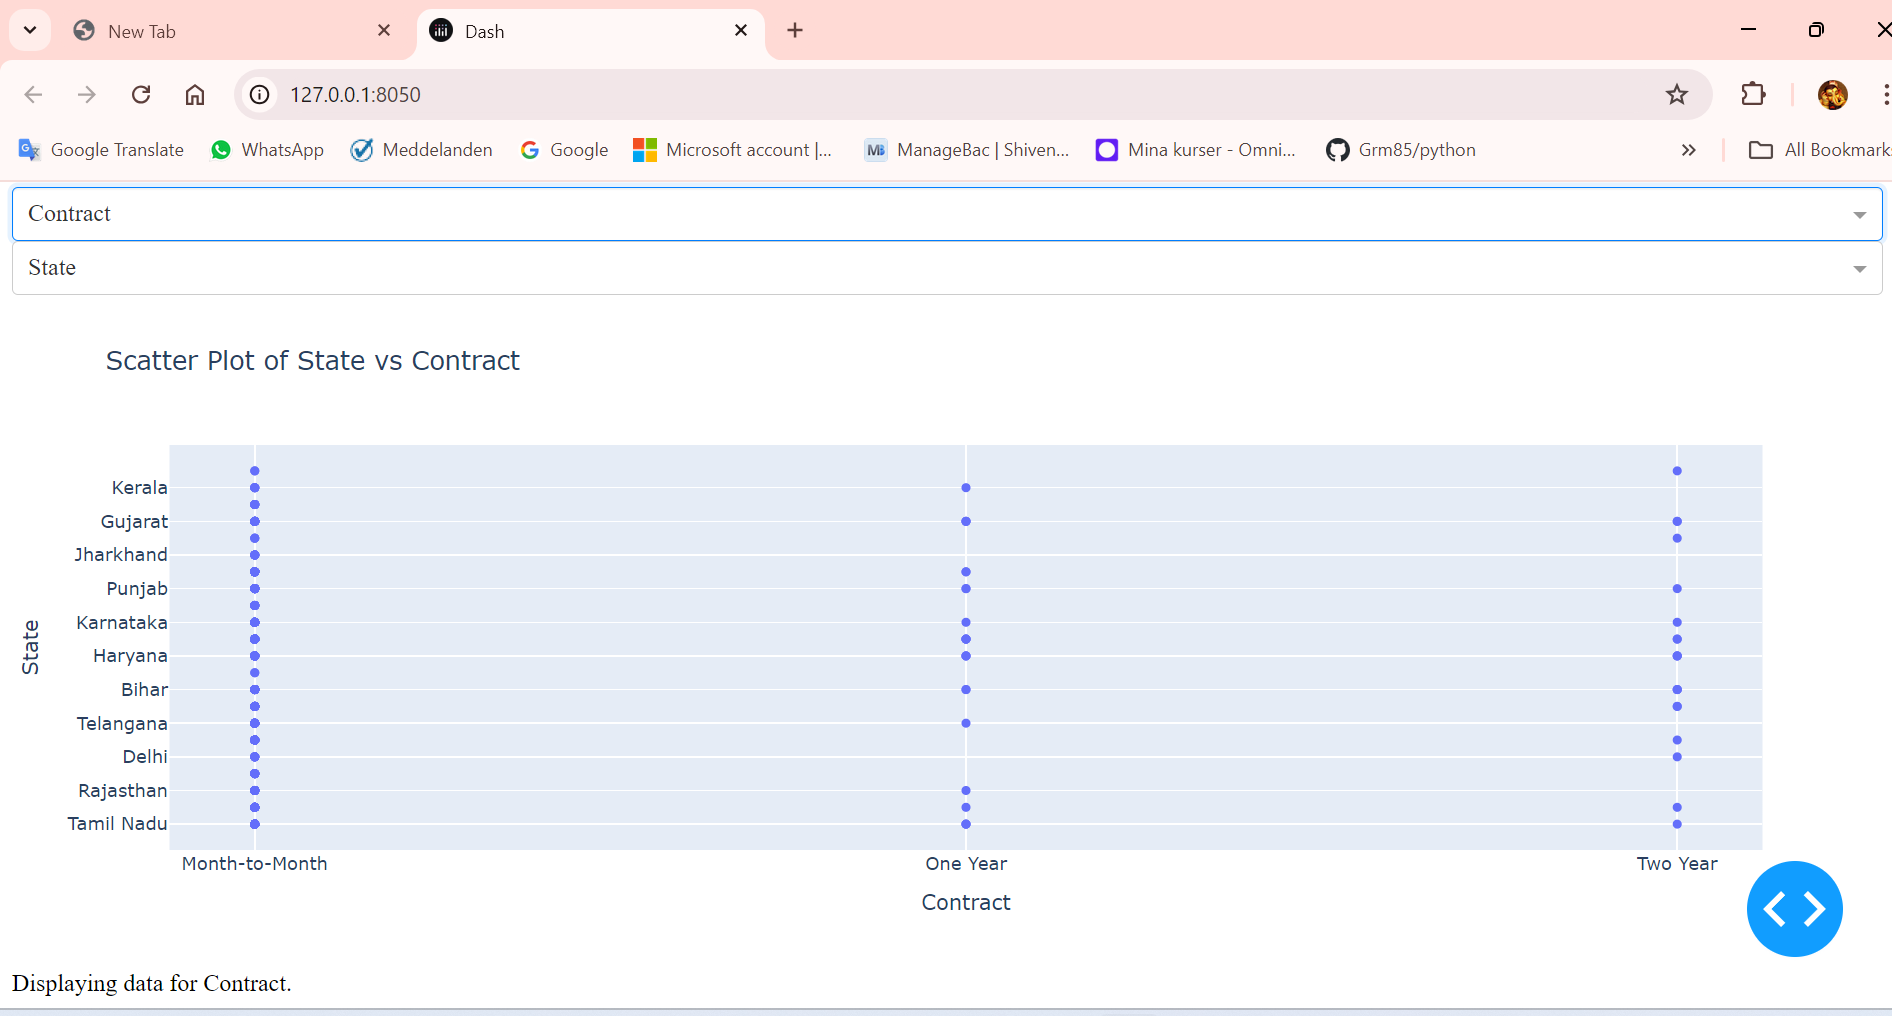 New Tab
Dash
127.0.0.1:8050
Google Translate
WhatsApp
Meddelanden
Google
Microsoft account |...
MB
ManageBac | Shiven...
Mina kurser - Omni...
Grm85/python
All Bookmarks
Contract
State
Scatter Plot of State vs Contract
Kerala
Gujarat
Jharkhand
Punjab
Karnataka
Haryana
Bihar
Telangana
Delhi
Rajasthan
Tamil Nadu
State
Month-to-Month
One Year
Two Year
Contract
Displaying data for Contract.